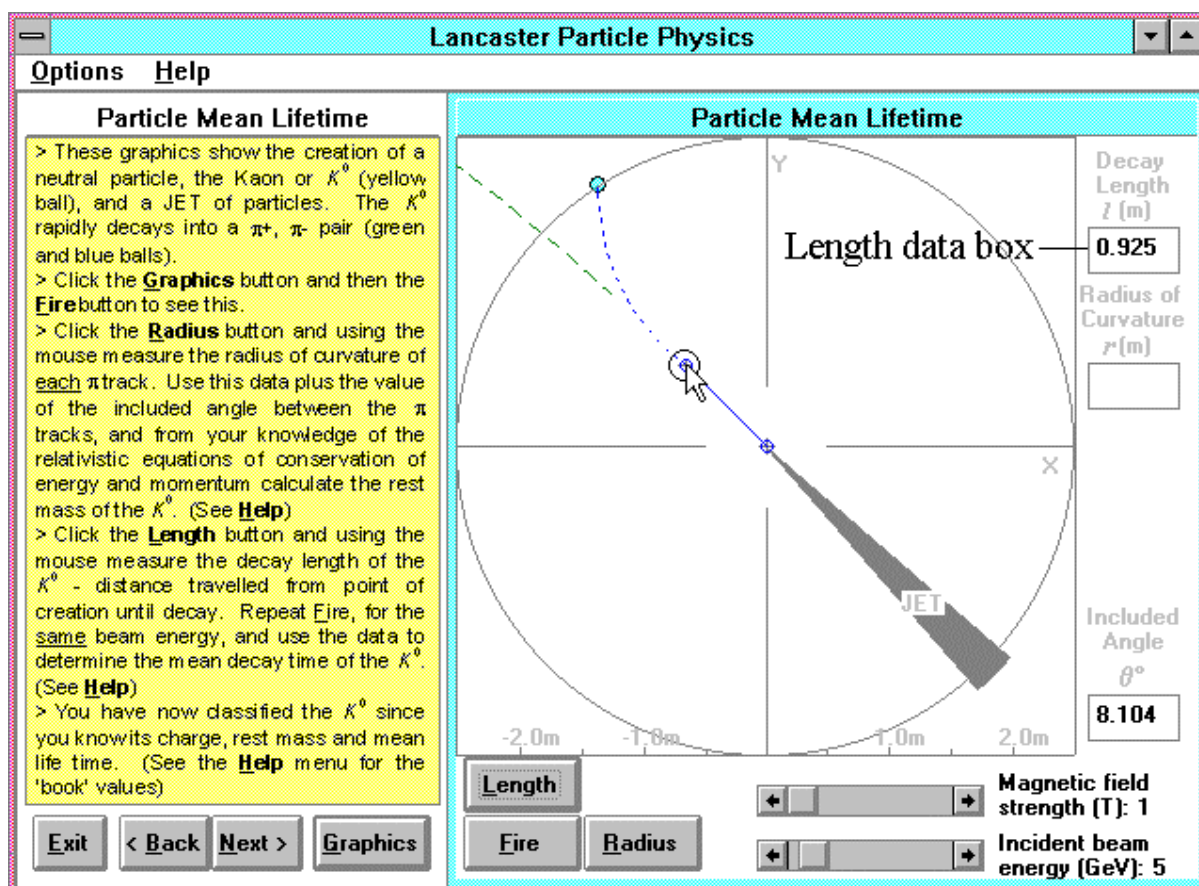 Lancaster Particle Physics
Options Help
Particle Mean Lifetime
> These graphics show the creation of a
neutral particle, the Kaon or K⁰ (yellow
ball), and a JET of particles. The K⁰
rapidly decays into a π+, π- pair (green
and blue balls).
> Click the Graphics button and then the
Fire button to see this.
> Click the Radius button and using the
mouse measure the radius of curvature of
each π track. Use this data plus the value
of the included angle between the π
tracks, and from your knowledge of the
relativistic equations of conservation of
energy and momentum calculate the rest
mass of the K⁰. (See Help)
> Click the Length button and using the
mouse measure the decay length of the
K⁰ - distance travelled from point of
creation until decay. Repeat Fire, for the
same beam energy, and use the data to
determine the mean decay time of the K⁰.
(See Help)
> You have now classified the K⁰ since
you know its charge, rest mass and mean
life time. (See the Help menu for the
'book' values)
Exit < Back Next > Graphics
Particle Mean Lifetime
Y
X
JET
-2.0m -1.0m 1.0m 2.0m
Length data box
Decay
Length
l (m)
0.925
Radius of
Curvature
r (m)
Included
Angle
θ°
8.104
Length
Fire Radius
Magnetic field
strength (T): 1
Incident beam
energy (GeV): 5